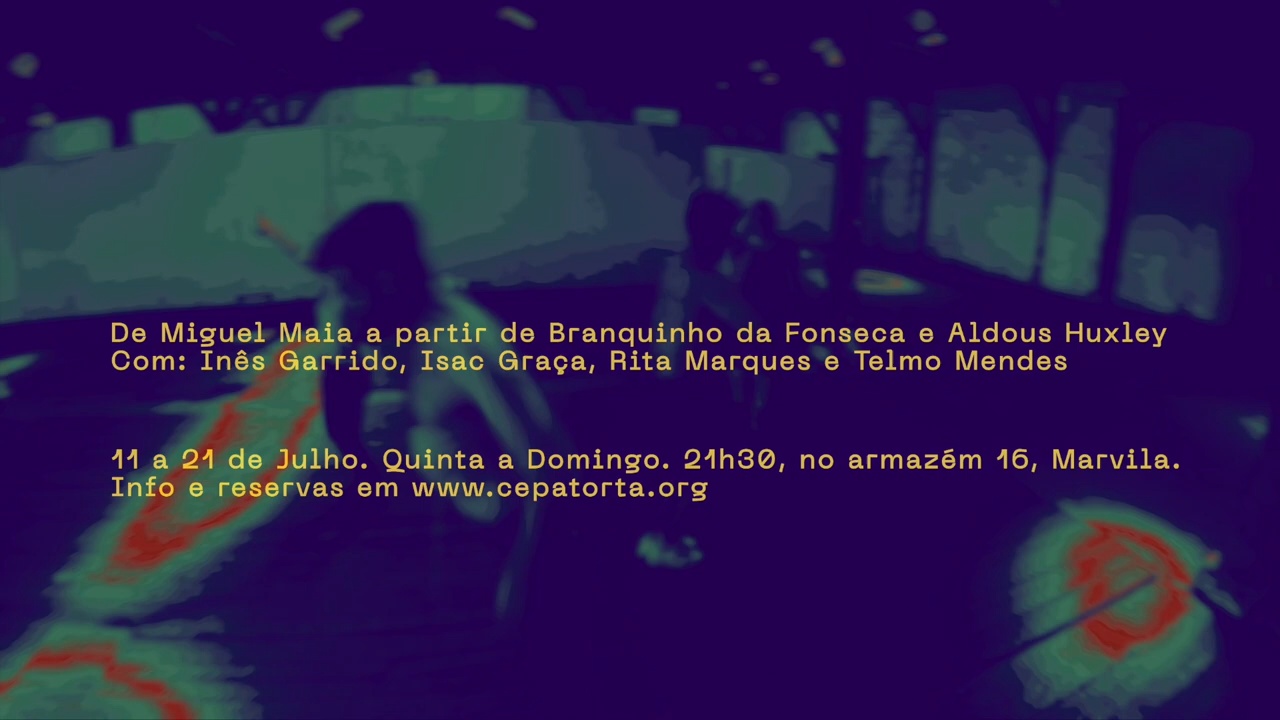 De Miguel Maia a partir de Branquinho da Fonseca e Aldous Huxley
Com: Inês Garrido, Isac Graça, Rita Marques e Telmo Mendes
11 a 21 de Julho. Quinta a Domingo. 21h30, no armazém 16, Marvila.
Info e reservas em www.cepatorta.org